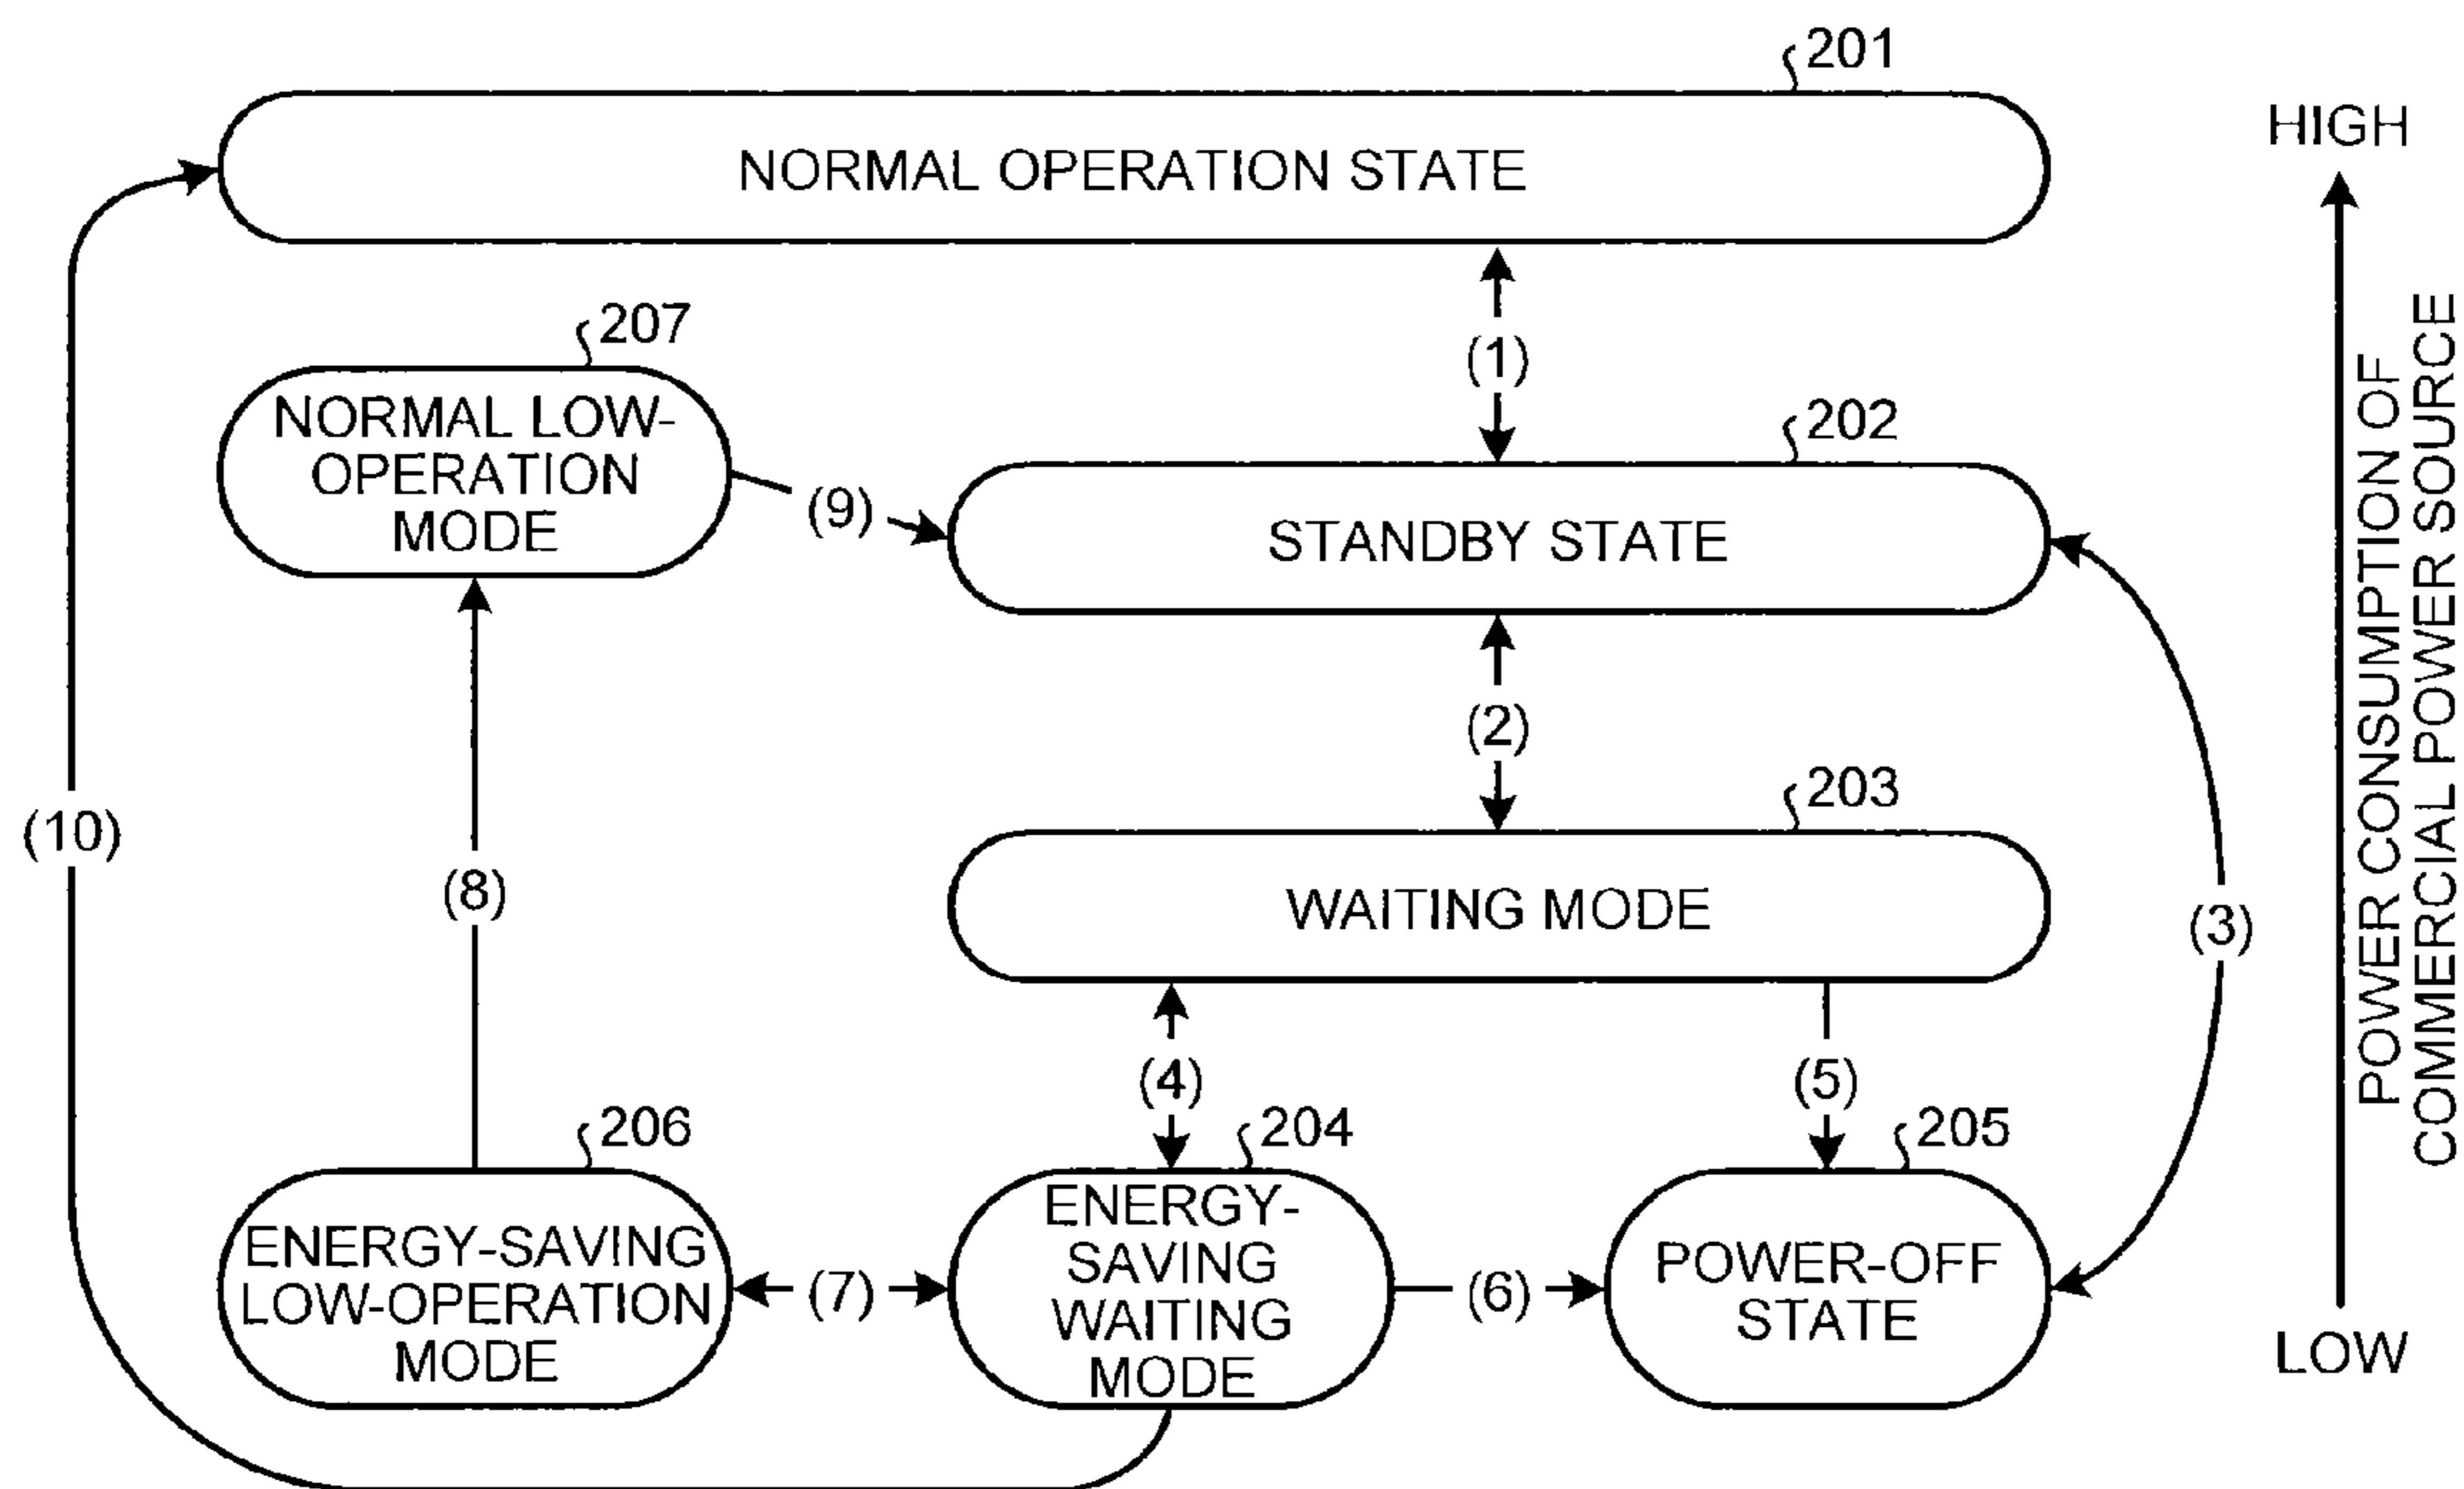 201
NORMAL OPERATION STATE
HIGH
207
NORMAL LOW-
OPERATION
MODE
(1)
202
(9)
STANDBY STATE
(2)
203
WAITING MODE
(10)
(8)
(3)
POWER CONSUMPTION OF
COMMERCIAL POWER SOURCE
(4)
(5)
206
ENERGY-SAVING
LOW-OPERATION
MODE
(7)
204
ENERGY-
SAVING
WAITING
MODE
(6)
205
POWER-OFF
STATE
LOW